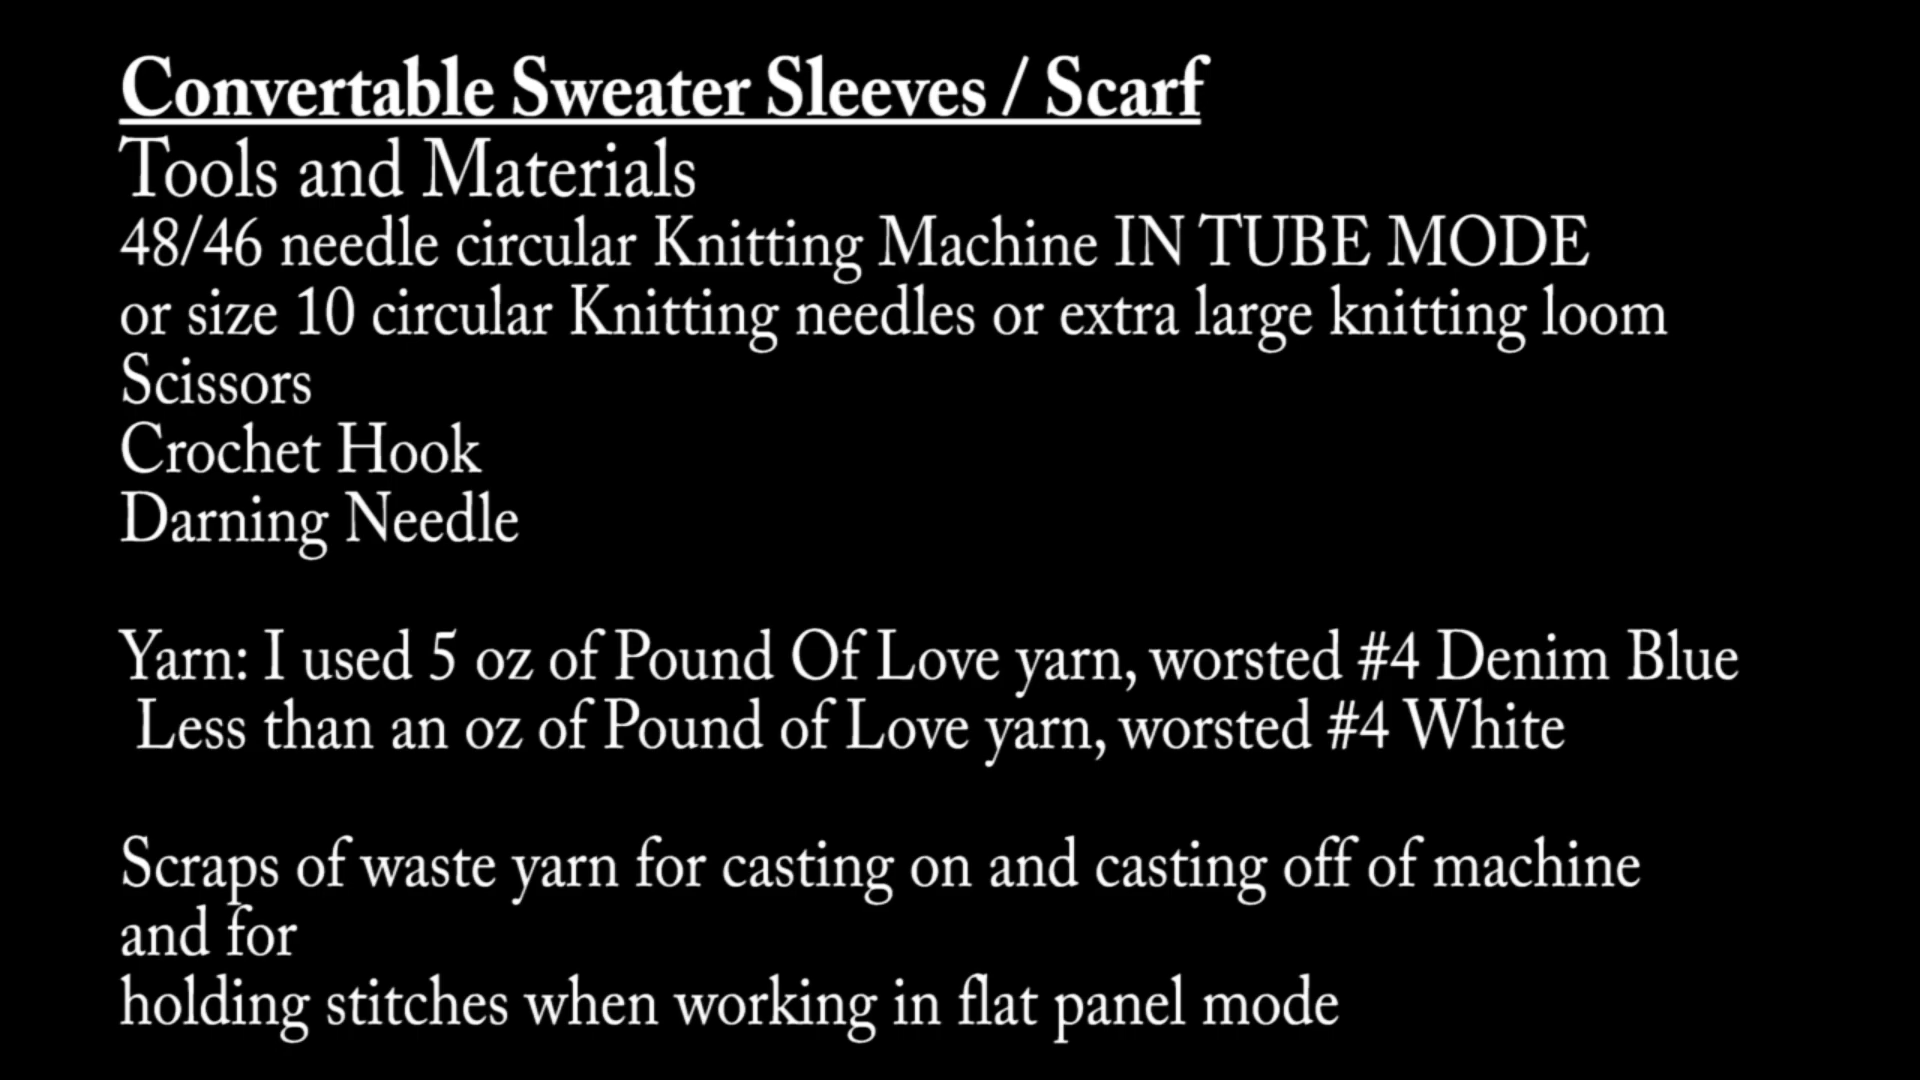 Convertable Sweater Sleeves / Scarf
Tools and Materials
48/46 needle circular Knitting Machine IN TUBE MODE
or size 10 circular Knitting needles or extra large knitting loom
Scissors
Crochet Hook
Darning Needle
Yarn: I used 5 oz of Pound Of Love yarn, worsted #4 Denim Blue
Less than an oz of Pound of Love yarn, worsted #4 White
Scraps of waste yarn for casting on and casting off of machine
and for
holding stitches when working in flat panel mode